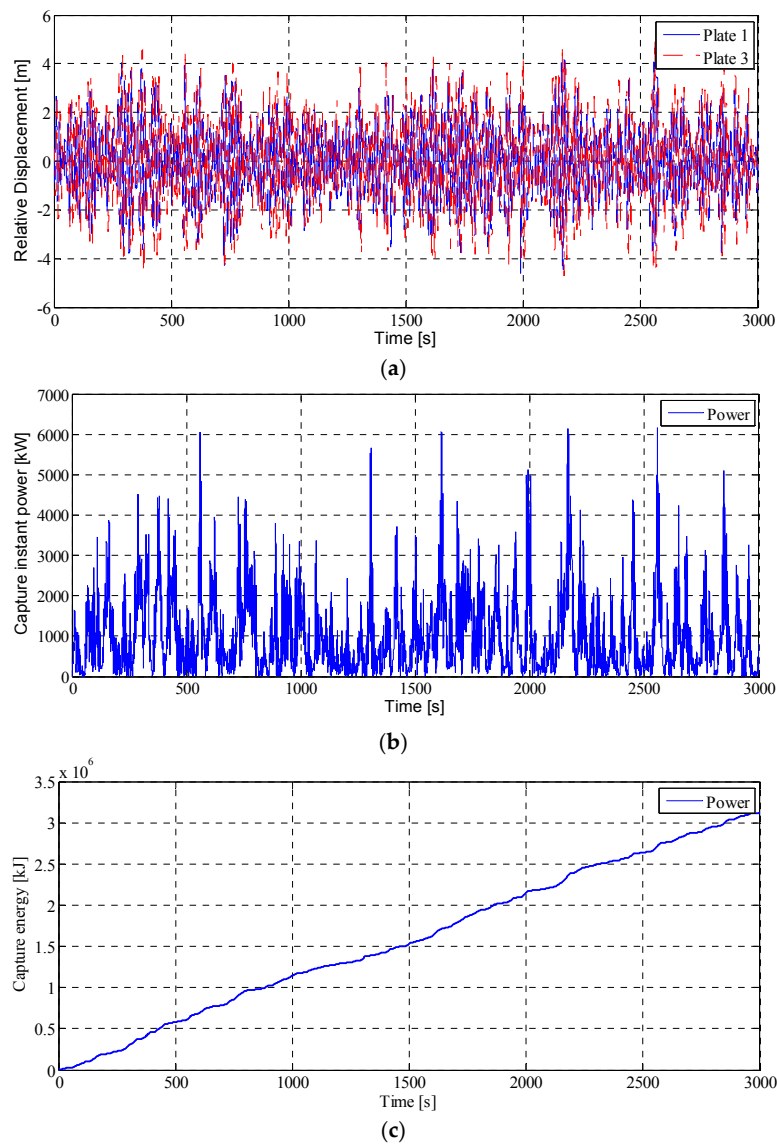 6
4
2
0
-2
-4
-6
Relative Displacement [m]
Plate 1
Plate 3
0 500 1000 1500 2000 2500 3000
Time [s]
(a)
7000
6000
5000
4000
3000
2000
1000
0
Capture instant power [kW]
Power
0 500 1000 1500 2000 2500 3000
Time [s]
(b)
x 10^6
3.5
3
2.5
2
1.5
1
0.5
0
Capture energy [kJ]
Power
0 500 1000 1500 2000 2500 3000
Time [s]
(c)